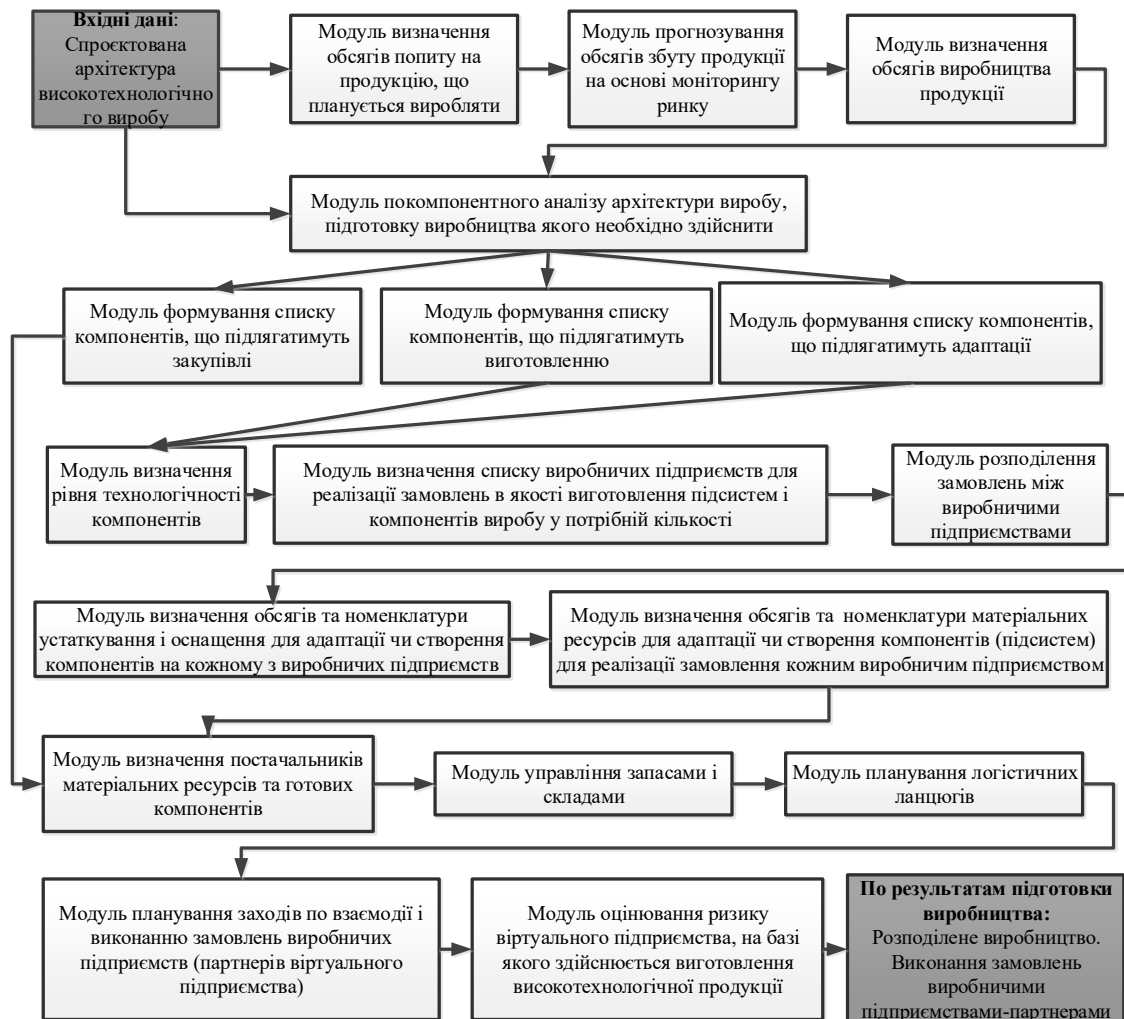 Вхідні дані:
Спроєктована
архітектура
високотехнологічно
го виробу
Модуль визначення
обсягів попиту на
продукцію, що
планується виробляти
Модуль прогнозування
обсягів збуту продукції
на основі моніторингу
ринку
Модуль визначення
обсягів виробництва
продукції
Модуль покомпонентного аналізу архітектури виробу,
підготовку виробництва якого необхідно здійснити
Модуль формування списку
компонентів, що підлягатимуть
закупівлі
Модуль формування списку
компонентів, що підлягатимуть
виготовленню
Модуль формування списку компонентів,
що підлягатимуть адаптації
Модуль визначення
рівня технологічності
компонентів
Модуль визначення списку виробничих підприємств для
реалізації замовлень в якості виготовлення підсистем і
компонентів виробу у потрібній кількості
Модуль розподілення
замовлень між
виробничими
підприємствами
Модуль визначення обсягів та номенклатури
устаткування і оснащення для адаптації чи створення
компонентів на кожному з виробничих підприємств
Модуль визначення обсягів та номенклатури матеріальних
ресурсів для адаптації чи створення компонентів (підсистем)
для реалізації замовлення кожним виробничим підприємством
Модуль визначення постачальників
матеріальних ресурсів та готових
компонентів
Модуль управління запасами і
складами
Модуль планування логістичних
ланцюгів
Модуль планування заходів по взаємодії і
виконанню замовлень виробничих
підприємств (партнерів віртуального
підприємства)
Модуль оцінювання ризику
віртуального підприємства, на базі
якого здійснюється виготовлення
високотехнологічної продукції
По результатам підготовки
виробництва:
Розподілене виробництво.
Виконання замовлень
виробничими
підприємствами-партнерами